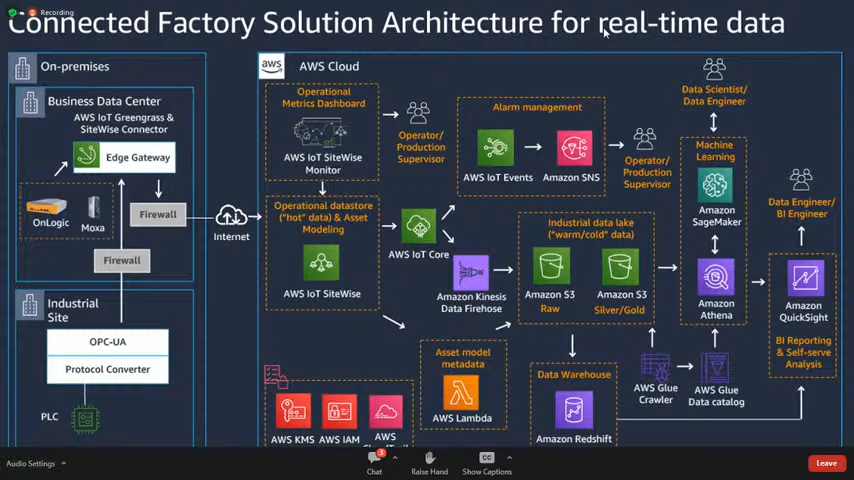 Recording
Connected Factory Solution Architecture for real-time data
On-premises
Business Data Center
AWS IoT Greengrass &
SiteWise Connector
Edge Gateway
OnLogic
Moxa
Firewall
Firewall
Internet
Industrial
Site
OPC-UA
Protocol Converter
PLC
aws
AWS Cloud
Operational
Metrics Dashboard
AWS IoT SiteWise
Monitor
Operator/
Production
Supervisor
Operational datastore
("hot" data) & Asset
Modeling
AWS IoT SiteWise
AWS IoT Core
Alarm management
AWS IoT Events
Amazon SNS
Operator/
Production
Supervisor
Amazon Kinesis
Data Firehose
Industrial data lake
("warm/cold" data)
Amazon S3
Raw
Amazon S3
Silver/Gold
Asset model
metadata
AWS Lambda
Data Warehouse
Amazon Redshift
AWS Glue
Crawler
AWS Glue
Data catalog
Data Scientist/
Data Engineer
Machine
Learning
Amazon
SageMaker
Amazon
Athena
Data Engineer/
BI Engineer
Amazon
QuickSight
BI Reporting
& Self-serve
Analysis
AWS KMS
AWS IAM
AWS
Audio Settings
3
Chat
Raise Hand
CC
Show Captions
Leave